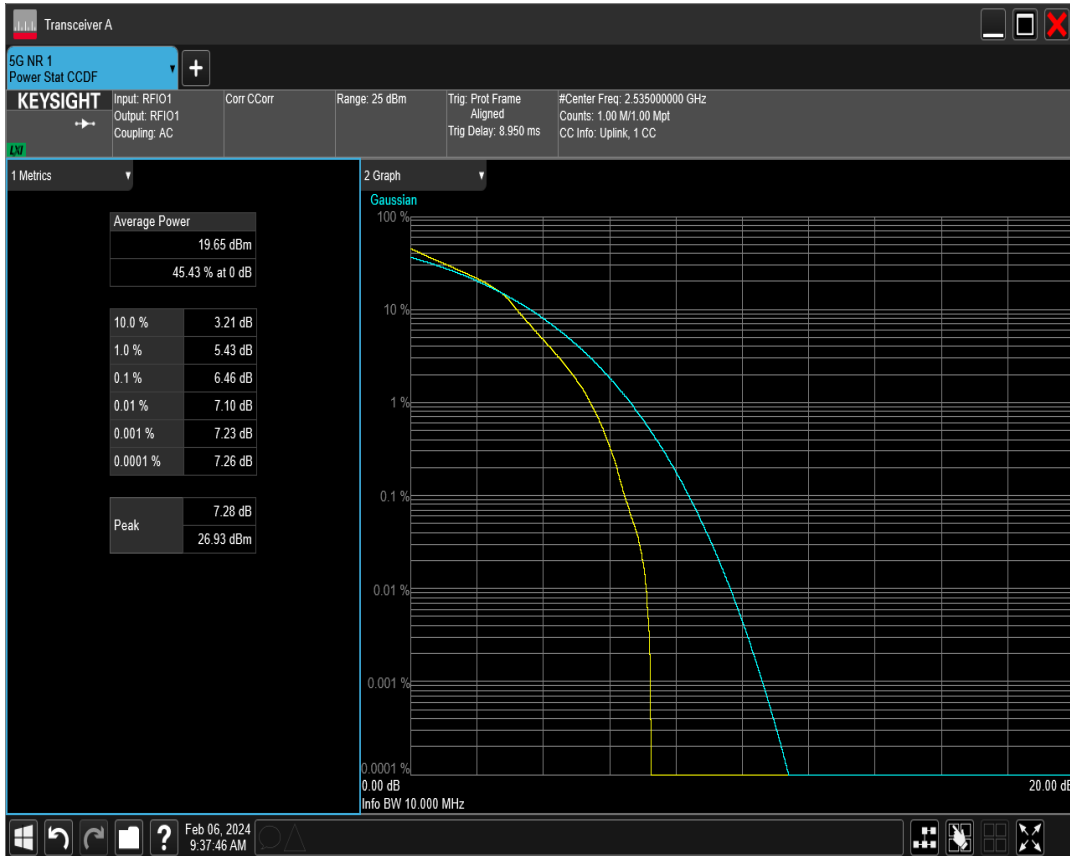 Transceiver A
5G NR 1
Power Stat CCDF
KEYSIGHT
LXI
Input: RFIO1
Output: RFIO1
Coupling: AC
Corr CCorr
Range: 25 dBm
Trig: Prot Frame
Aligned
Trig Delay: 8.950 ms
#Center Freq: 2.535000000 GHz
Counts: 1.00 M/1.00 Mpt
CC Info: Uplink, 1 CC
1 Metrics
Average Power
19.65 dBm
45.43 % at 0 dB
10.0 % 3.21 dB
1.0 % 5.43 dB
0.1 % 6.46 dB
0.01 % 7.10 dB
0.001 % 7.23 dB
0.0001 % 7.26 dB
Peak
7.28 dB
26.93 dBm
2 Graph
Gaussian
100 %
10 %
1 %
0.1 %
0.01 %
0.001 %
0.0001 %
0.00 dB
20.00 dB
Info BW 10.000 MHz
?
Feb 06, 2024
9:37:46 AM